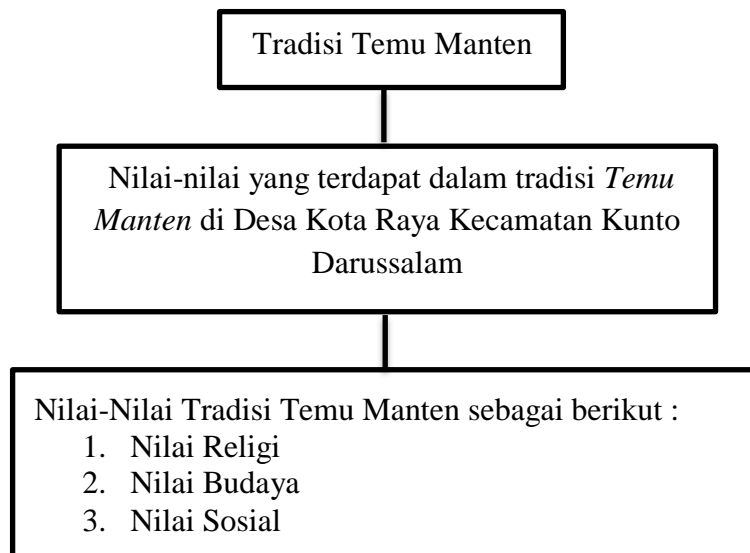 Tradisi Temu Manten
Nilai-nilai yang terdapat dalam tradisi Temu
Manten di Desa Kota Raya Kecamatan Kunto
Darussalam
Nilai-Nilai Tradisi Temu Manten sebagai berikut :
1. Nilai Religi
2. Nilai Budaya
3. Nilai Sosial